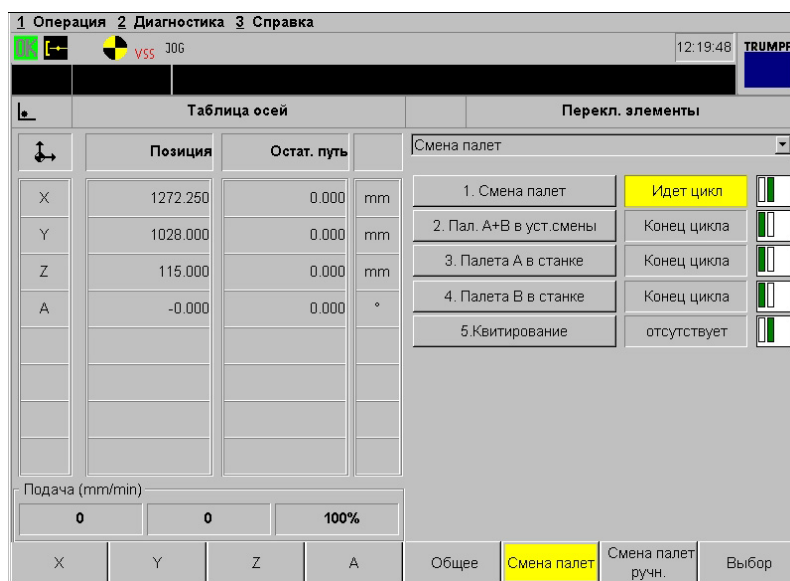 1 Операция 2 Диагностика 3 Справка
OK VSS JOG 12:19:48 TRUMPF
Таблица осей Перекл. элементы
Позиция Остат. путь Смена палет
X 1272.250 0.000 mm 1. Смена палет Идет цикл
Y 1028.000 0.000 mm 2. Пал. A+B в уст.смены Конец цикла
Z 115.000 0.000 mm 3. Палета A в станке Конец цикла
A -0.000 0.000 ° 4. Палета B в станке Конец цикла
5.Квитирование отсутствует
Подача (mm/min)
0 0 100%
X Y Z A Общее Смена палет Смена палет ручн. Выбор